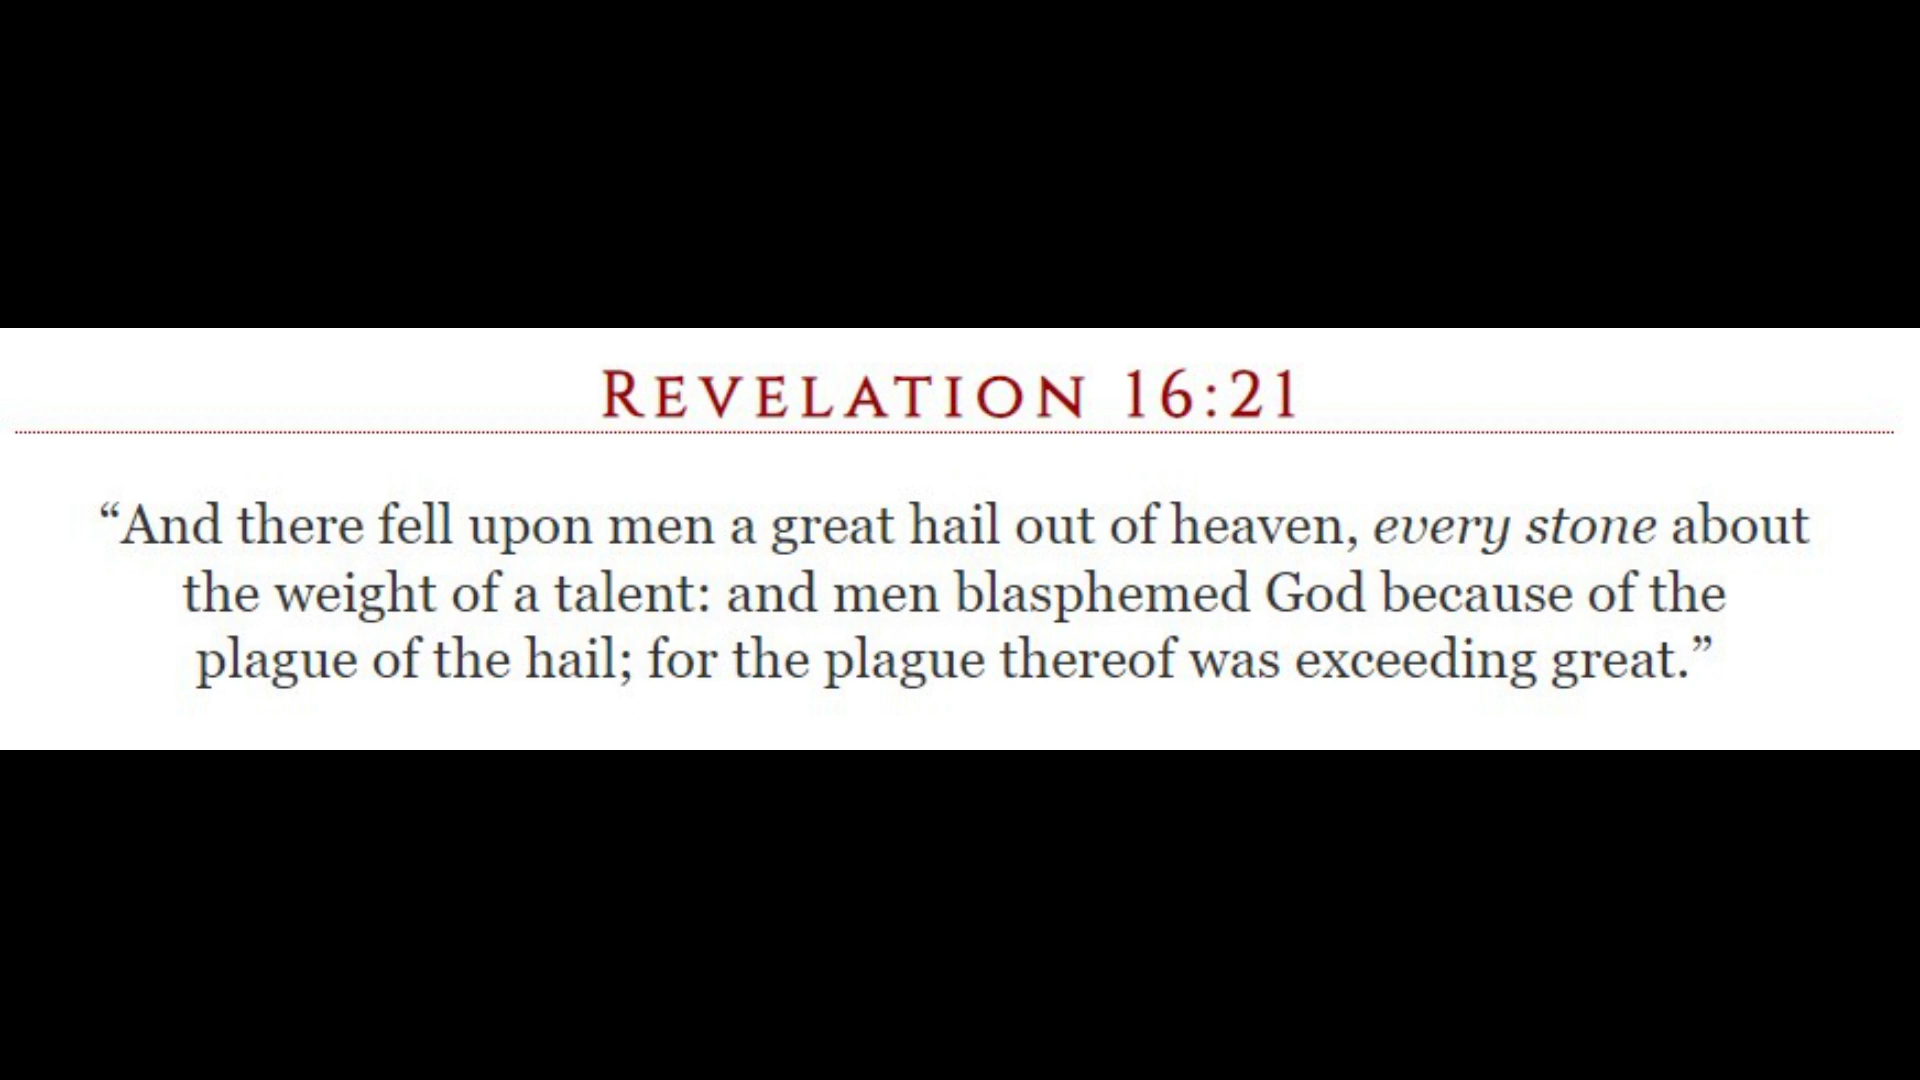 REVELATION 16:21
“And there fell upon men a great hail out of heaven, every stone about
the weight of a talent: and men blasphemed God because of the
plague of the hail; for the plague thereof was exceeding great.”